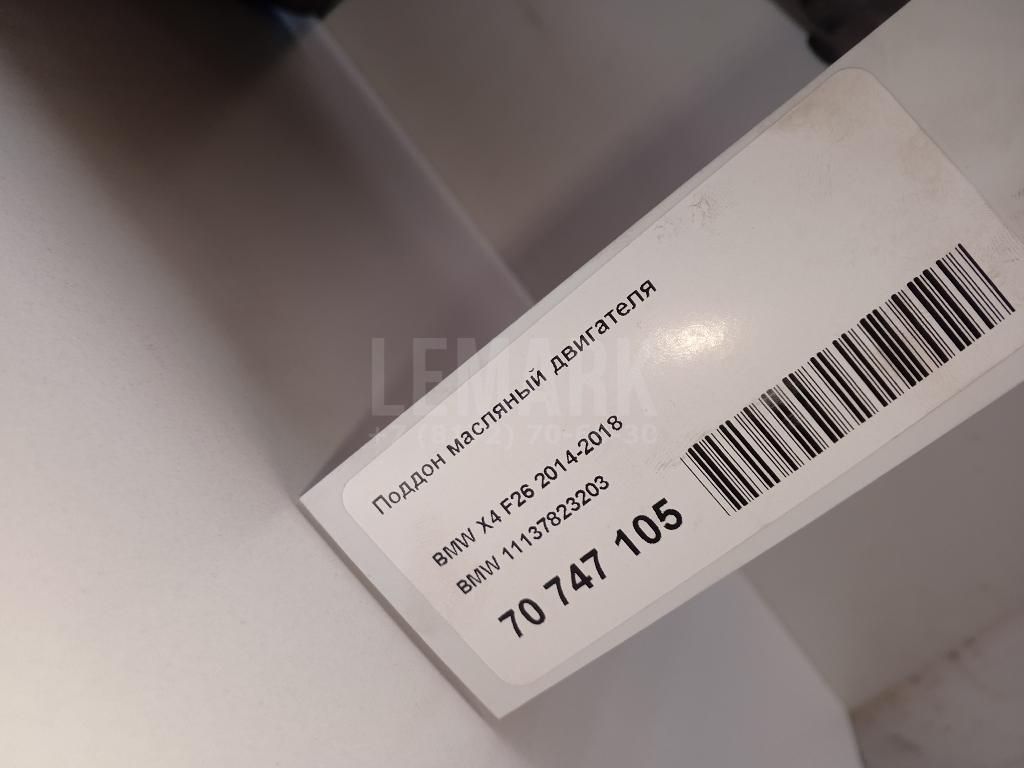 Поддон масляный двигателя
BMW X4 F26 2014-2018
BMW 11137823203
70 747 105
LEMARK